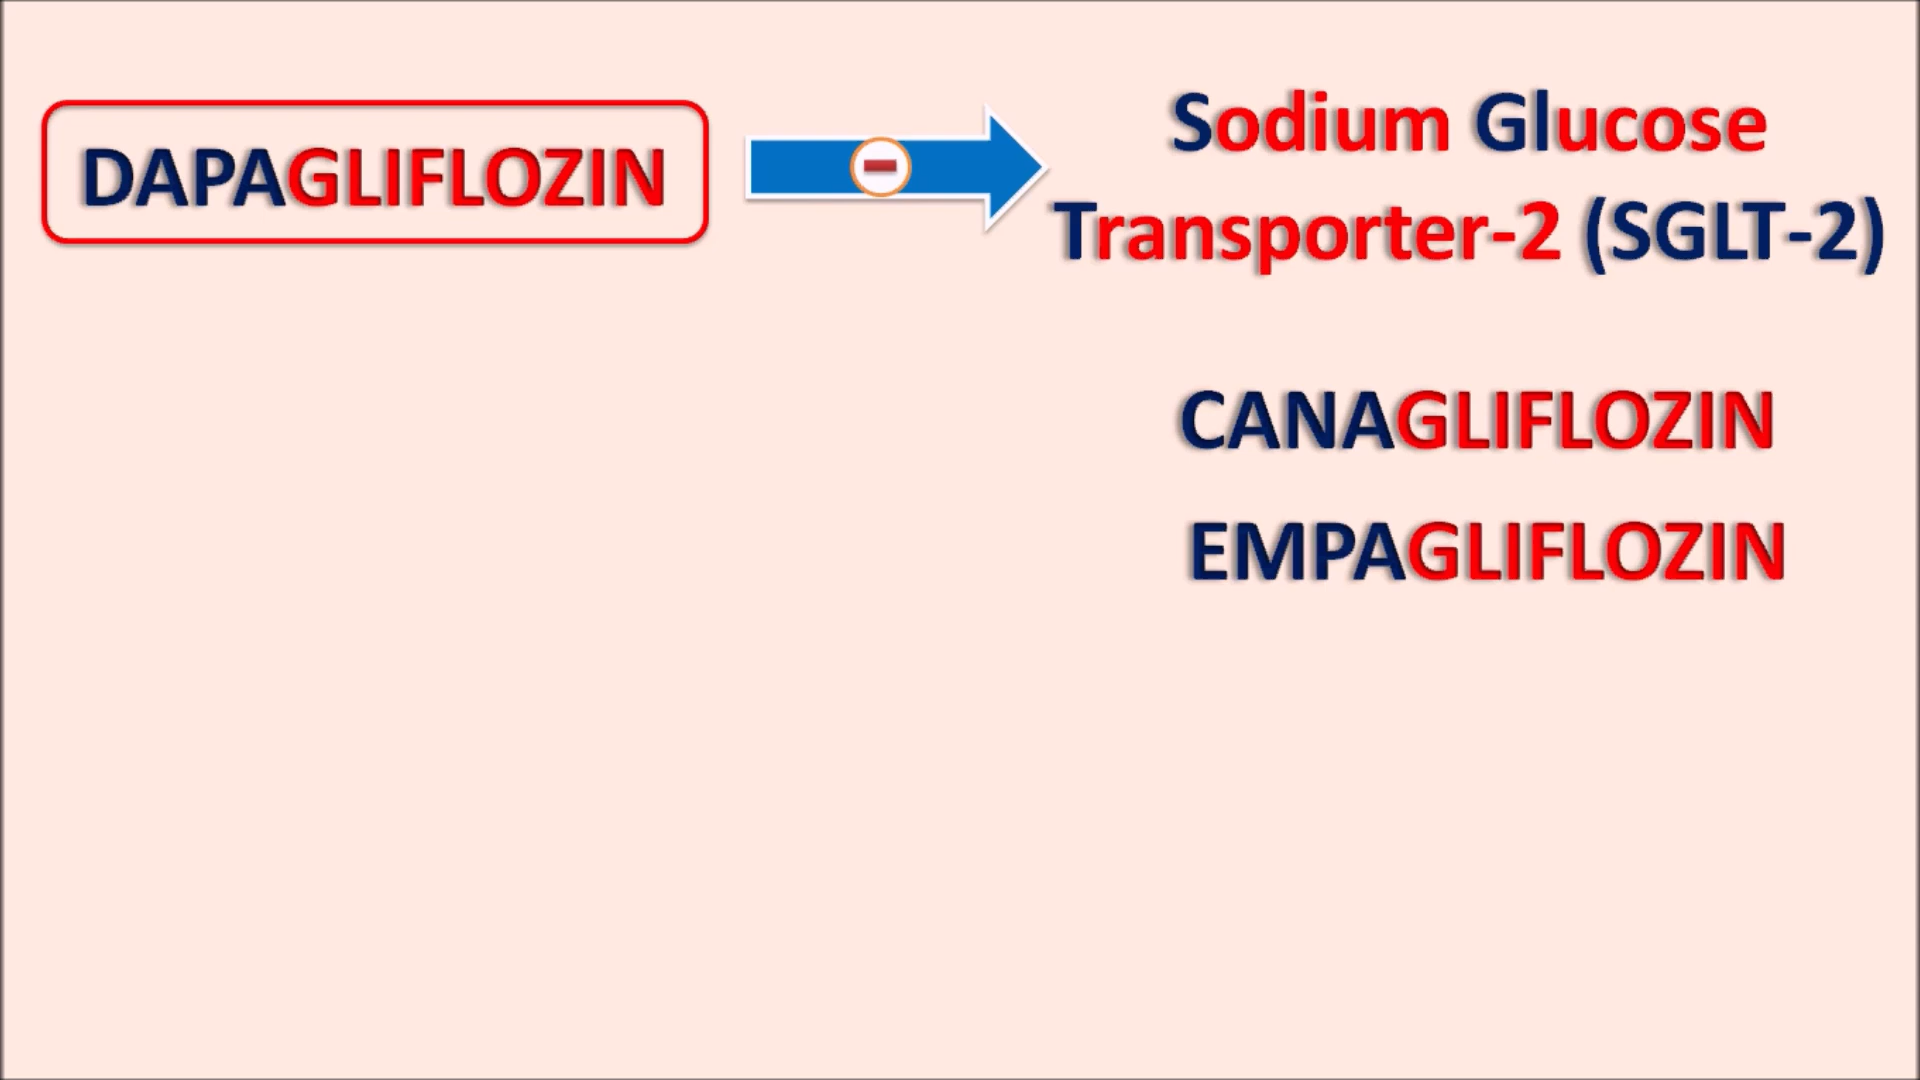 DAPAGLIFLOZIN
Sodium Glucose
Transporter-2 (SGLT-2)
CANAGLIFLOZIN
EMPAGLIFLOZIN